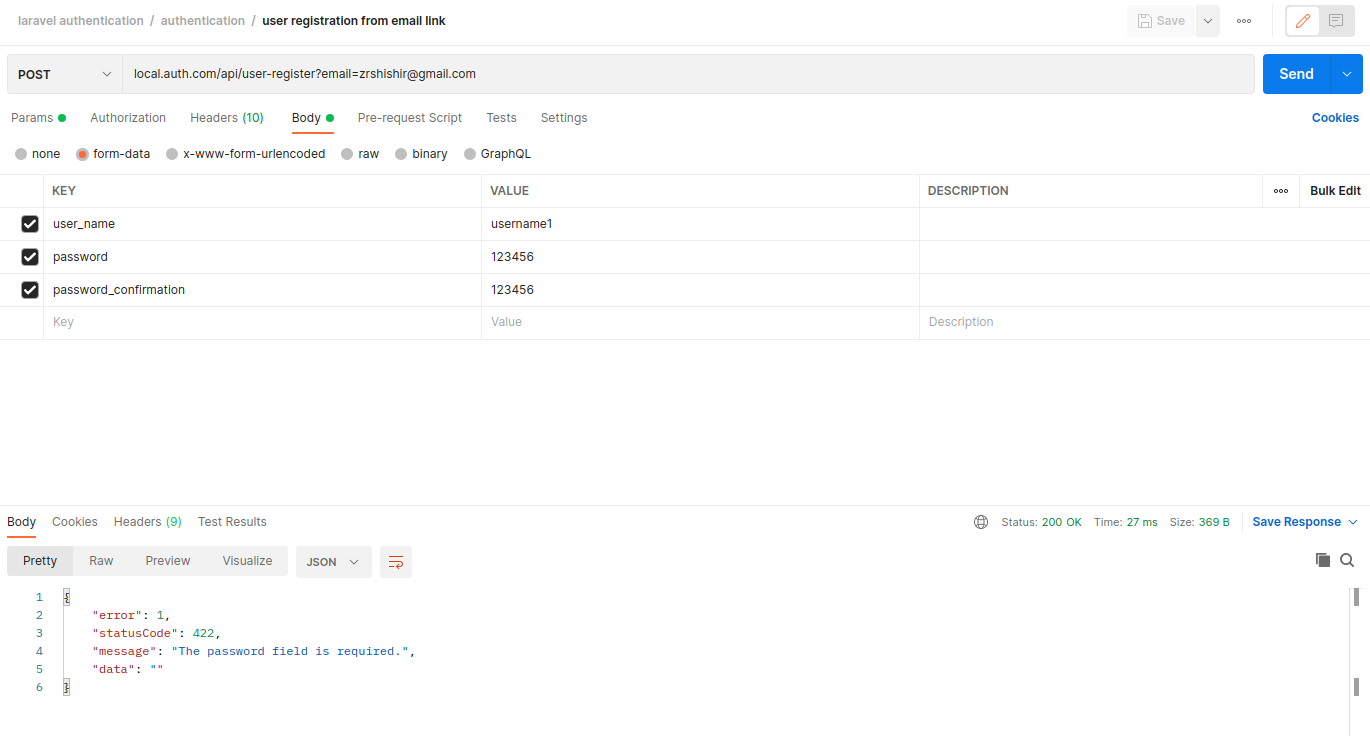 laravel authentication / authentication / user registration from email link
Save
POST local.auth.com/api/user-register?email=zrshishir@gmail.com Send
Params Authorization Headers (10) Body Pre-request Script Tests Settings Cookies
none form-data x-www-form-urlencoded raw binary GraphQL
KEY VALUE DESCRIPTION Bulk Edit
user_name username1
password 123456
password_confirmation 123456
Key Value Description
Body Cookies Headers (9) Test Results Status: 200 OK Time: 27 ms Size: 369 B Save Response
Pretty Raw Preview Visualize JSON
1 {
2 "error": 1,
3 "statusCode": 422,
4 "message": "The password field is required.",
5 "data": ""
6 }